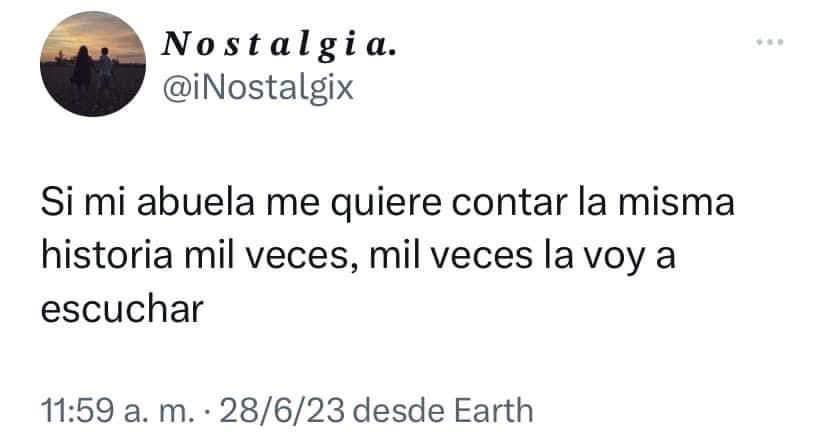 Nostalgia.
@iNostalgix
Si mi abuela me quiere contar la misma
historia mil veces, mil veces la voy a
escuchar
11:59 a. m. · 28/6/23 desde Earth